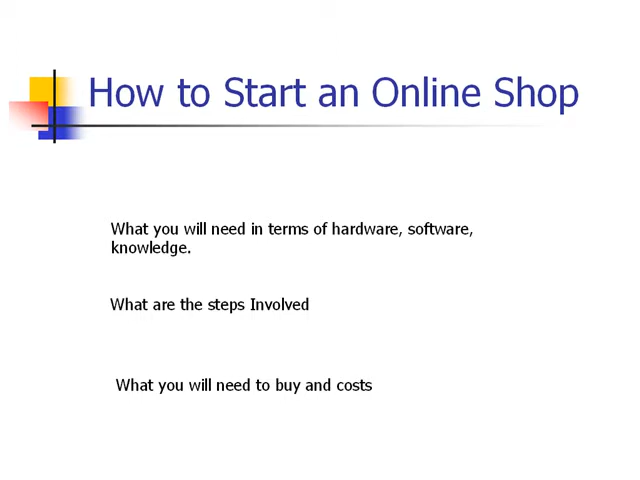 How to Start an Online Shop
What you will need in terms of hardware, software,
knowledge.
What are the steps Involved
What you will need to buy and costs